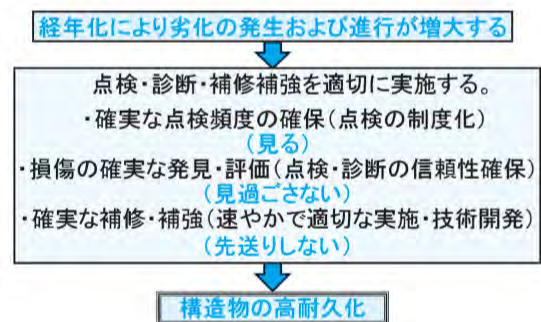 経年化により劣化の発生および進行が増大する
点検・診断・補修補強を適切に実施する。
・確実な点検頻度の確保（点検の制度化）
（見る）
・損傷の確実な発見・評価（点検・診断の信頼性確保）
（見過ごさない）
・確実な補修・補強（速やかで適切な実施・技術開発）
（先送りしない）
構造物の高耐久化